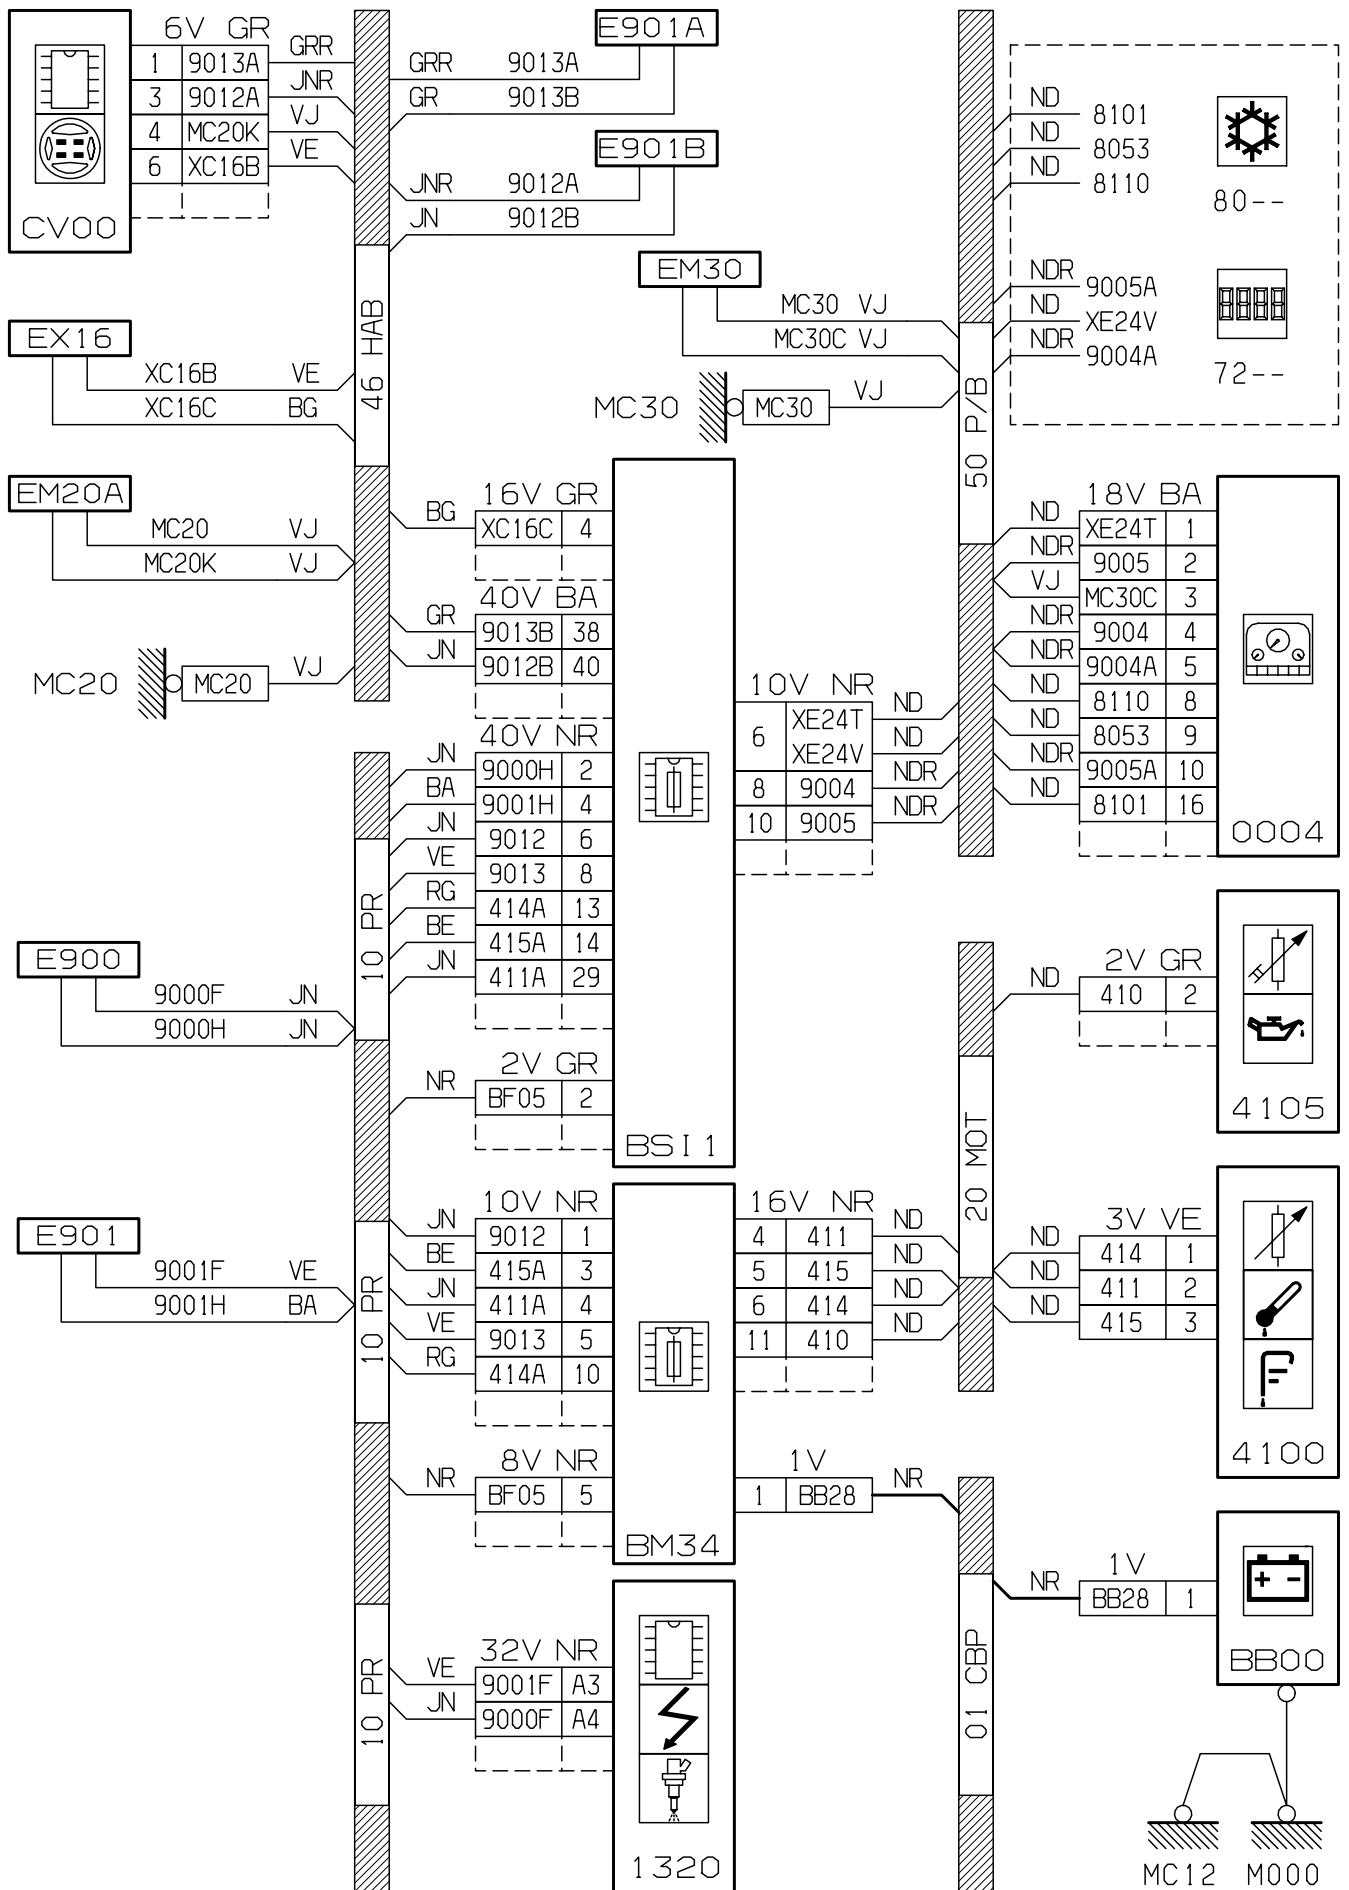 CV00
6V GR
1 9013A GRR
3 9012A JNR
4 MC20K VJ
6 XC16B VE
E901A
GRR 9013A
GR 9013B
E901B
JNR 9012A
JN 9012B
46 HAB
EX16
XC16B VE
XC16C BG
EM20A
MC20 VJ
MC20K VJ
MC20
MC20 VJ
EM30
MC30 VJ
MC30C VJ
MC30
MC30 VJ
50 P/B
ND 8101
ND 8053
ND 8110
80--
NDR 9005A
ND XE24V
NDR 9004A
72--
16V GR
BG XC16C 4
40V BA
GR 9013B 38
JN 9012B 40
40V NR
JN 9000H 2
BA 9001H 4
JN 9012 6
VE 9013 8
RG 414A 13
BE 415A 14
JN 411A 29
2V GR
NR BF05 2
BSI1
10V NR
6 XE24T ND
XE24V ND
8 9004 NDR
10 9005 NDR
18V BA
ND XE24T 1
NDR 9005 2
VJ MC30C 3
NDR 9004 4
NDR 9004A 5
ND 8110 8
ND 8053 9
NDR 9005A 10
ND 8101 16
0004
10 PR
E900
9000F JN
9000H JN
2V GR
ND 410 2
4105
20 MOT
E901
9001F VE
9001H BA
10 PR
10V NR
JN 9012 1
BE 415A 3
JN 411A 4
VE 9013 5
RG 414A 10
8V NR
NR BF05 5
BM34
16V NR
4 411 ND
5 415 ND
6 414 ND
11 410 ND
1V
1 BB28 NR
3V VE
ND 414 1
ND 411 2
ND 415 3
4100
10 PR
32V NR
VE 9001F A3
JN 9000F A4
1320
01 CBP
1V
NR BB28 1
+ -
BB00
MC12 M000